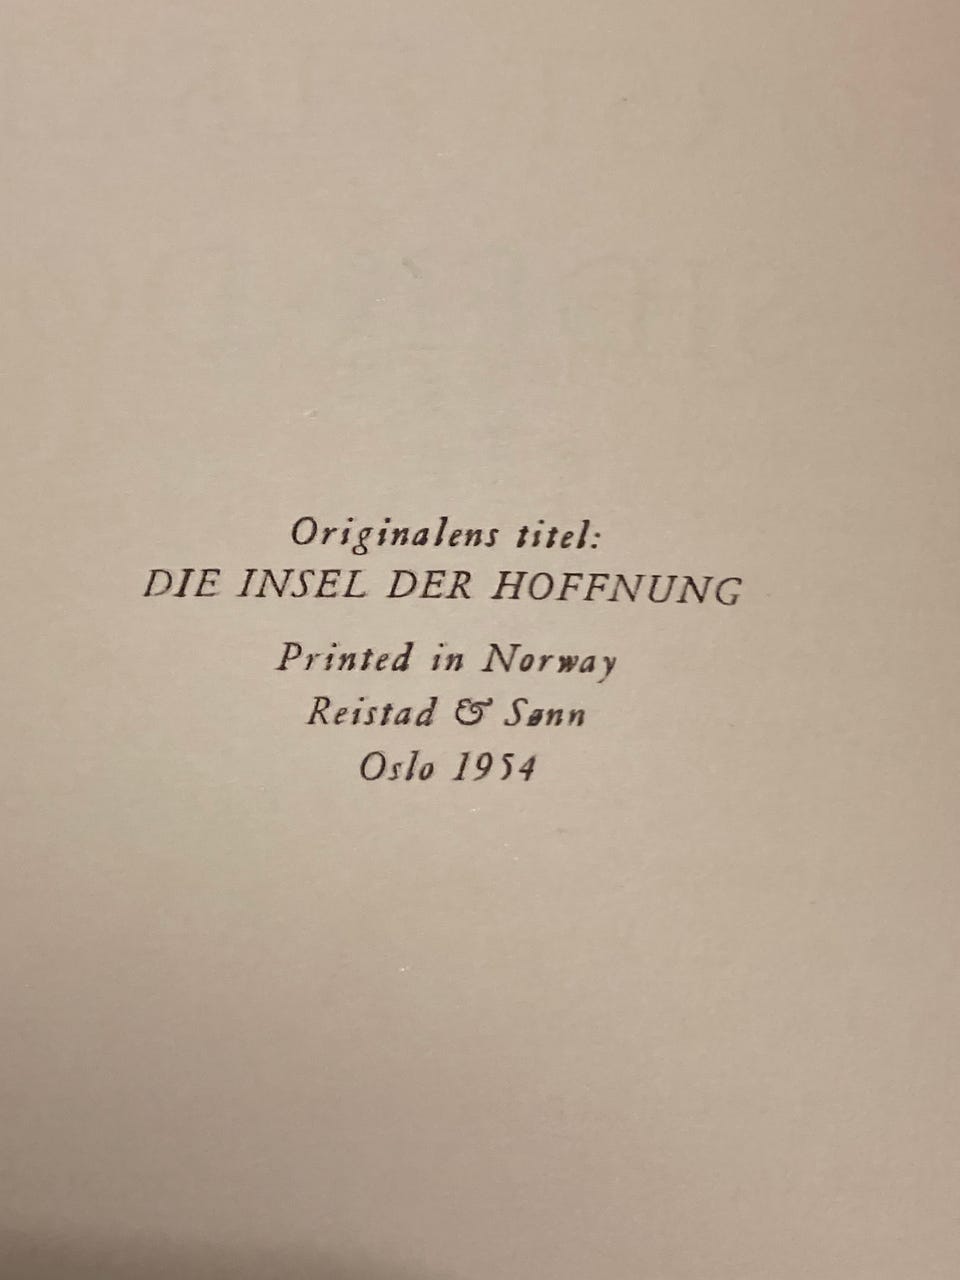 Originalens titel:
DIE INSEL DER HOFFNUNG
Printed in Norway
Reistad & Sønn
Oslo 1954